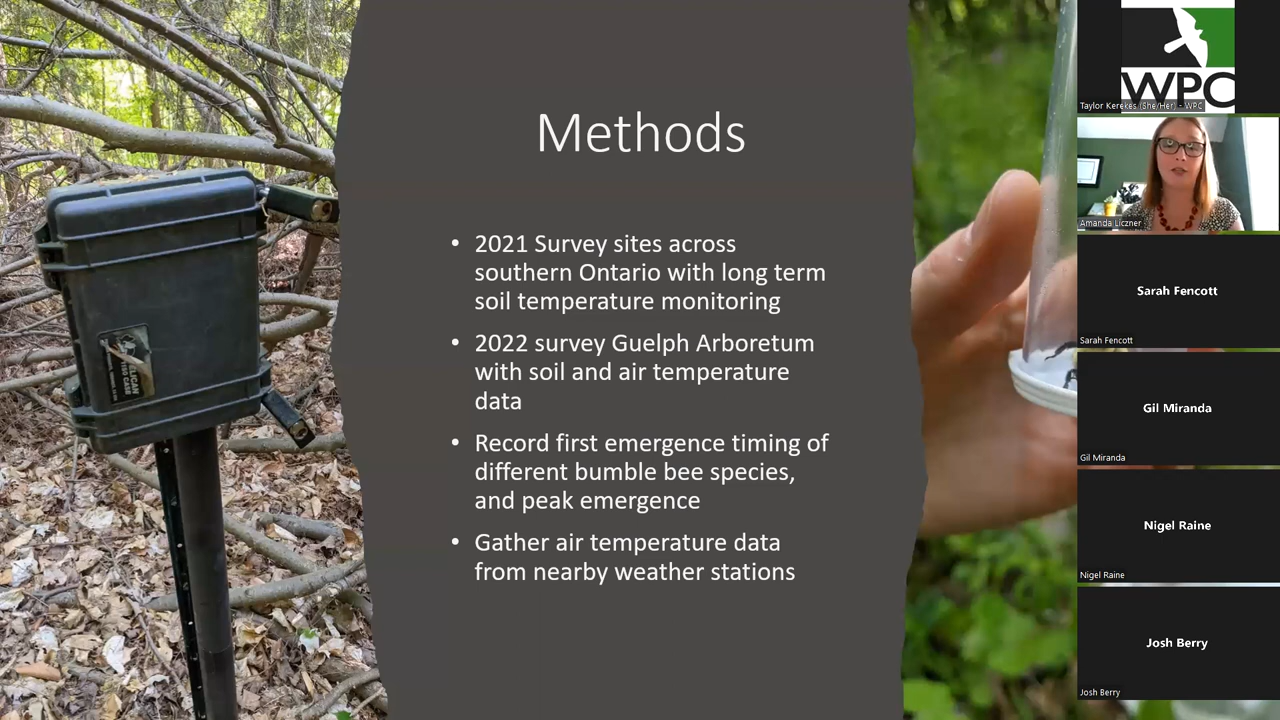 Methods
• 2021 Survey sites across
southern Ontario with long term
soil temperature monitoring
• 2022 survey Guelph Arboretum
with soil and air temperature
data
• Record first emergence timing of
different bumble bee species,
and peak emergence
• Gather air temperature data
from nearby weather stations
PELICAN
1150 CASE
WPC
Taylor Kerekes (She/Her) - WPC
Amanda Liczner
Sarah Fencott
Sarah Fencott
Gil Miranda
Gil Miranda
Nigel Raine
Nigel Raine
Josh Berry
Josh Berry